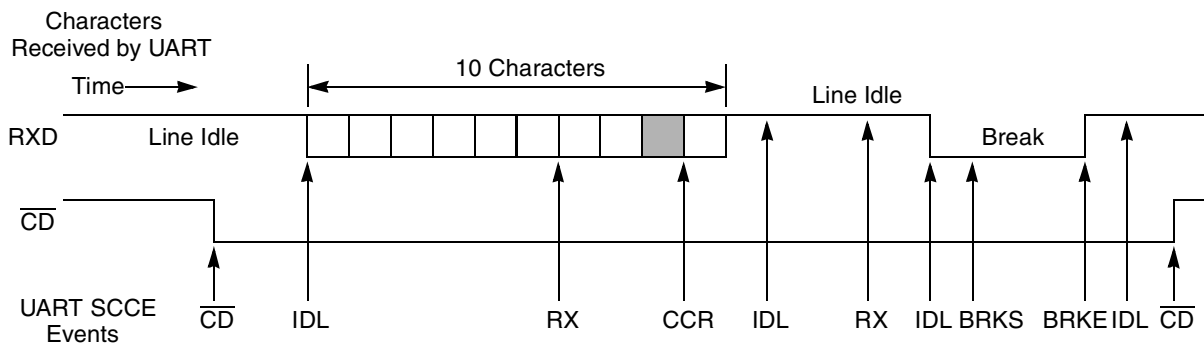 Characters
Received by UART
Time
10 Characters
Line Idle
RXD
Line Idle
Break
CD
UART SCCE
Events
CD
IDL
RX
CCR
IDL
RX
IDL
BRKS
BRKE
IDL
CD